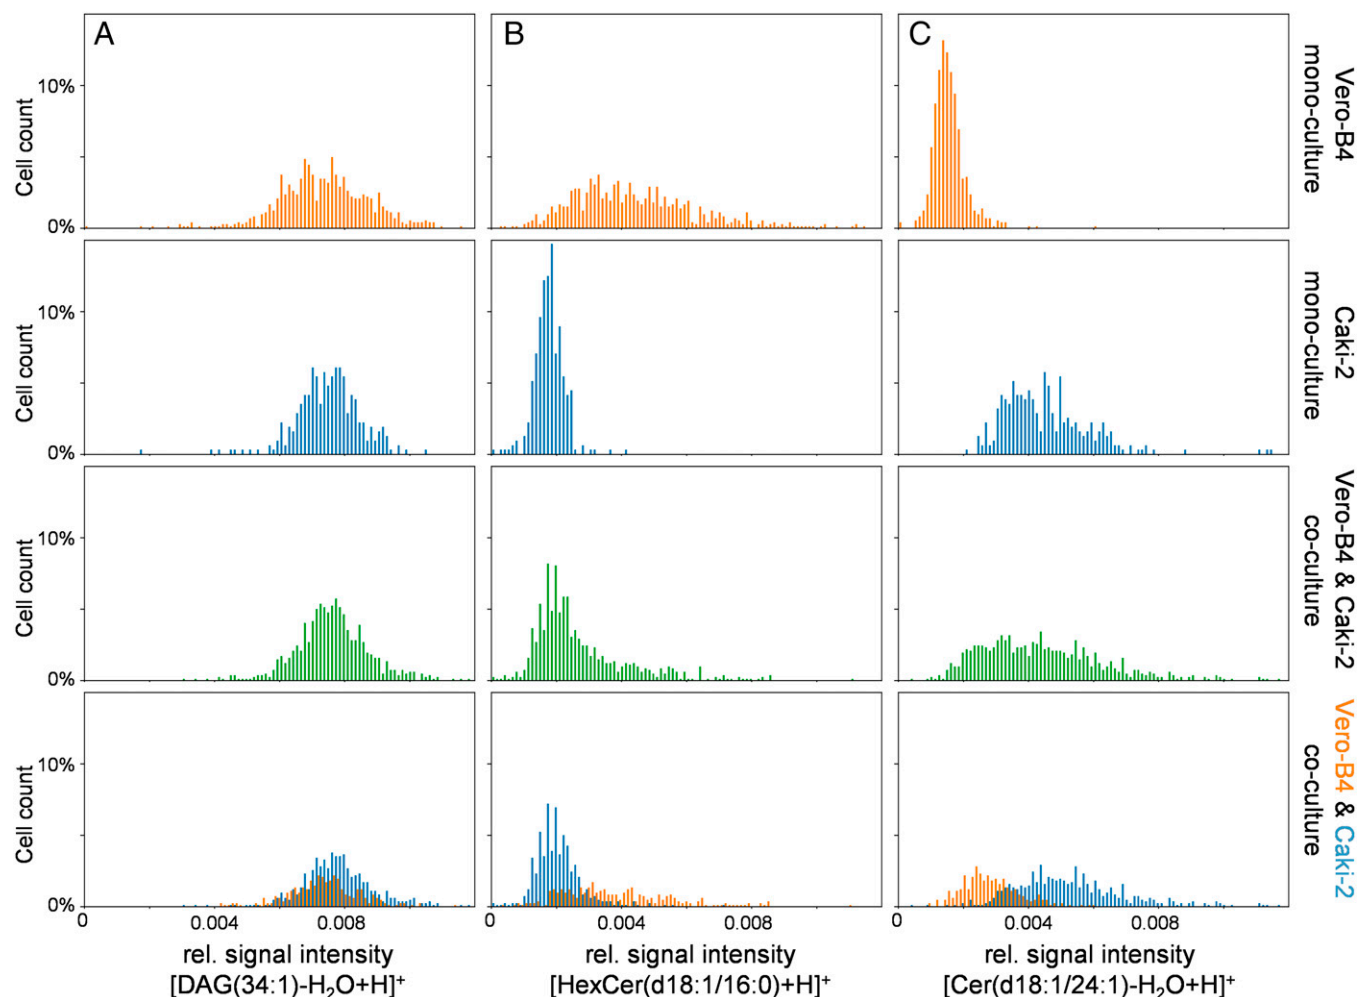 A
B
C
10%
0%
Cell count
Vero-B4
mono-culture
10%
0%
Cell count
Caki-2
mono-culture
10%
0%
Cell count
Vero-B4 & Caki-2
co-culture
10%
0%
Cell count
Vero-B4 & Caki-2
co-culture
0 0.004 0.008
0 0.004 0.008
0 0.004 0.008
rel. signal intensity
[DAG(34:1)-H₂O+H]⁺
rel. signal intensity
[HexCer(d18:1/16:0)+H]⁺
rel. signal intensity
[Cer(d18:1/24:1)-H₂O+H]⁺